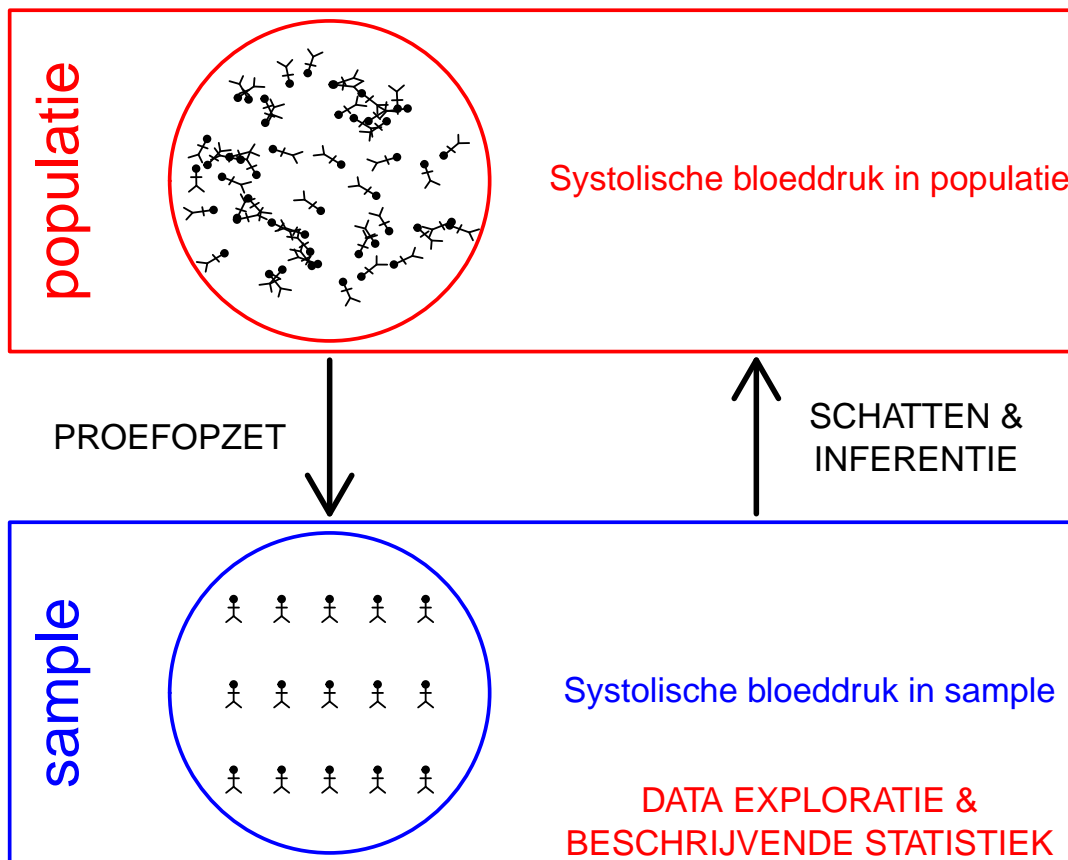 populatie
Systolische bloeddruk in populatie
PROEFOPZET
SCHATTEN &
INFERENTIE
sample
Systolische bloeddruk in sample
DATA EXPLORATIE &
BESCHRIJVENDE STATISTIEK